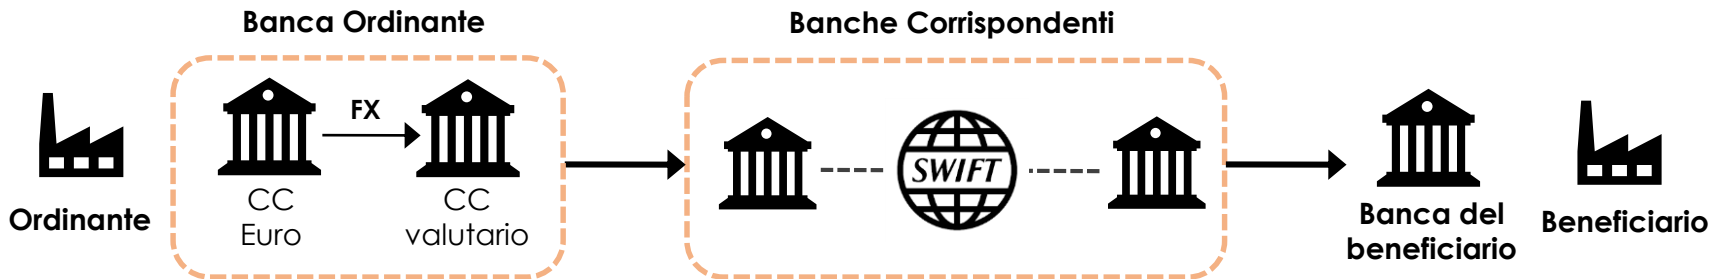 Banca Ordinante
Banche Corrispondenti
FX
SWIFT
CC
Euro
CC
valutario
Ordinante
Banca del
beneficiario
Beneficiario